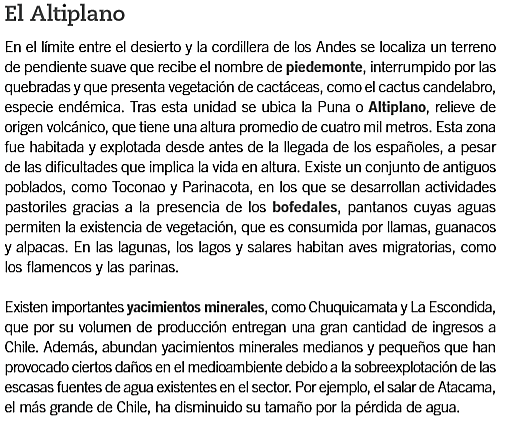 El Altiplano
En el límite entre el desierto y la cordillera de los Andes se localiza un terreno
de pendiente suave que recibe el nombre de piedemonte, interrumpido por las
quebradas y que presenta vegetación de cactáceas, como el cactus candelabro,
especie endémica. Tras esta unidad se ubica la Puna o Altiplano, relieve de
origen volcánico, que tiene una altura promedio de cuatro mil metros. Esta zona
fue habitada y explotada desde antes de la llegada de los españoles, a pesar
de las dificultades que implica la vida en altura. Existe un conjunto de antiguos
poblados, como Toconao y Parinacota, en los que se desarrollan actividades
pastoriles gracias a la presencia de los bofedales, pantanos cuyas aguas
permiten la existencia de vegetación, que es consumida por llamas, guanacos
y alpacas. En las lagunas, los lagos y salares habitan aves migratorias, como
los flamencos y las parinas.
Existen importantes yacimientos minerales, como Chuquicamata y La Escondida,
que por su volumen de producción entregan una gran cantidad de ingresos a
Chile. Además, abundan yacimientos minerales medianos y pequeños que han
provocado ciertos daños en el medioambiente debido a la sobreexplotación de las
escasas fuentes de agua existentes en el sector. Por ejemplo, el salar de Atacama,
el más grande de Chile, ha disminuido su tamaño por la pérdida de agua.